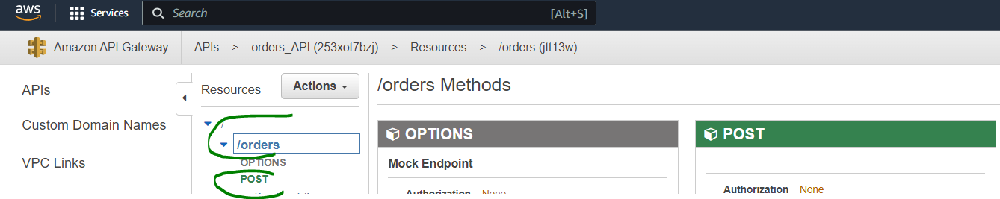 aws Services Search [Alt+S]
Amazon API Gateway APIs > orders_API (253xot7bzj) > Resources > /orders (jtt13w)
APIs
Custom Domain Names
VPC Links
Resources Actions
/
/orders
OPTIONS
POST
/orders Methods
OPTIONS
Mock Endpoint
Authorization None
POST
Authorization None